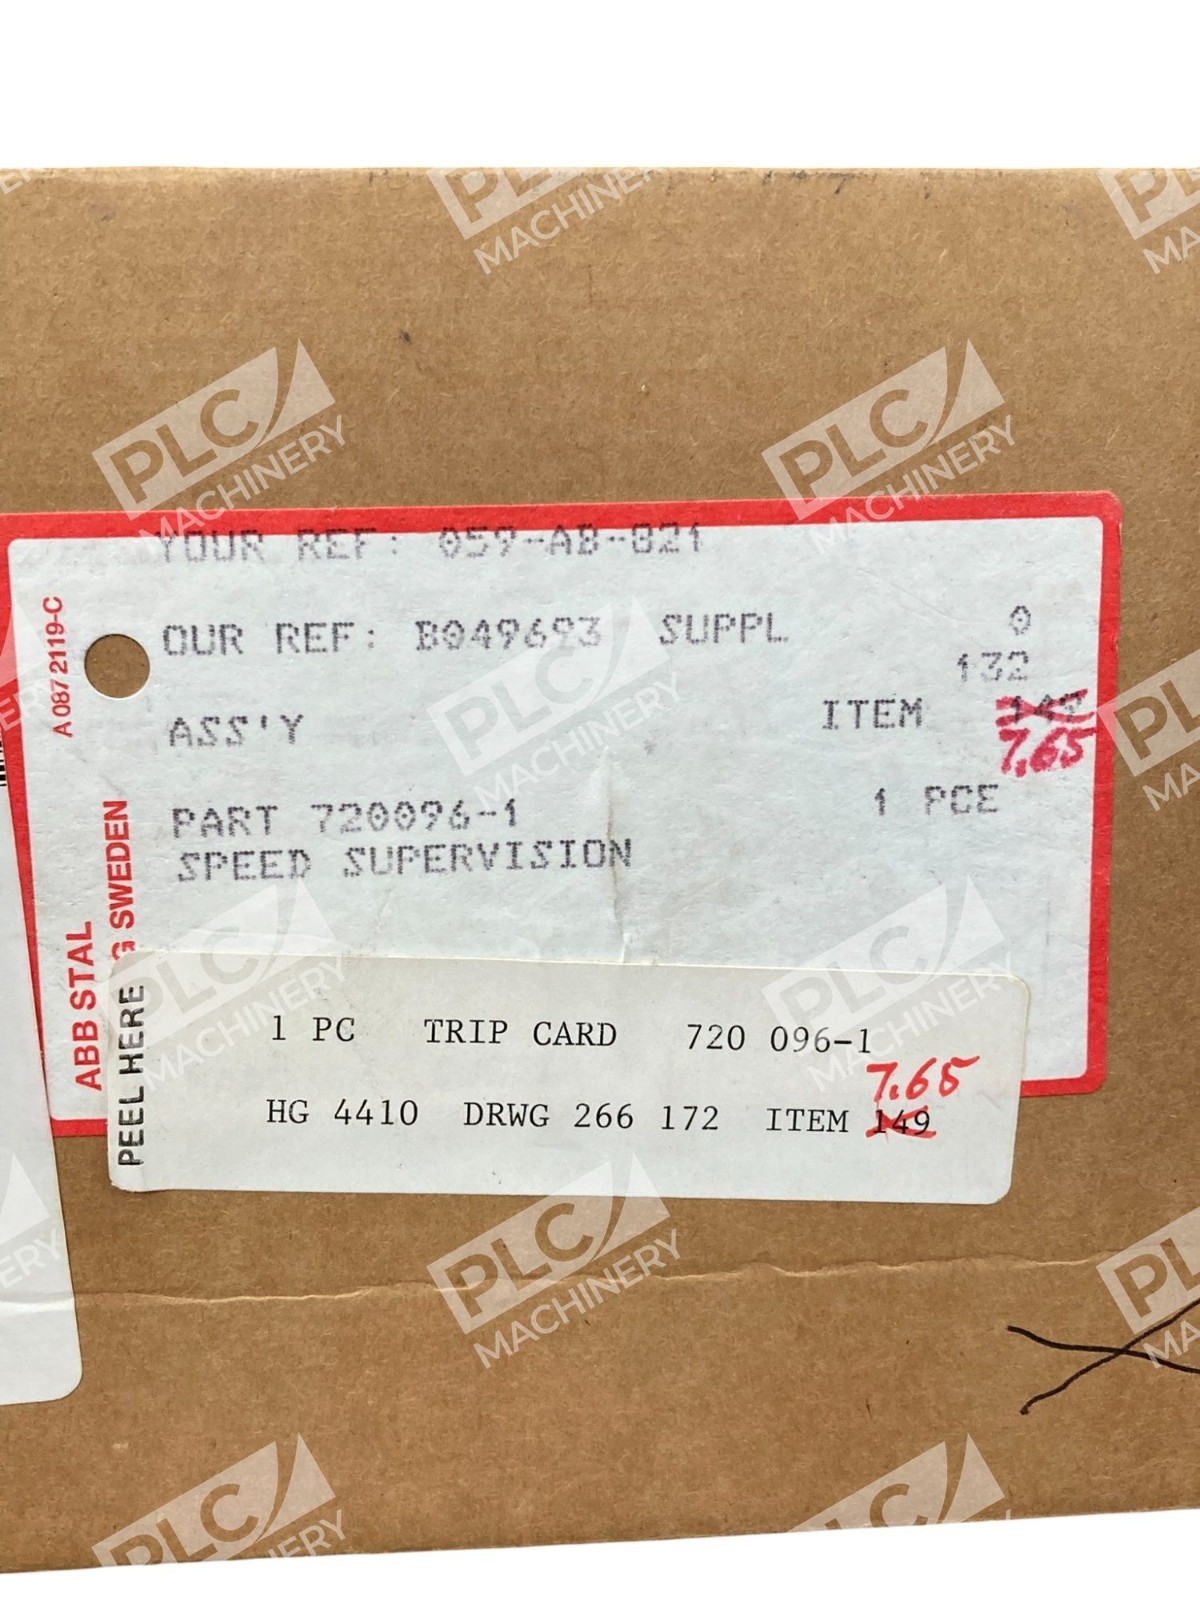 YOUR REF: 059-AB-821
OUR REF: B049693 SUPPL 0
132
ASS'Y ITEM 149
7.65
PART 720096-1 1 PCE
SPEED SUPERVISION
A 087 2119-C
ABB STAL
G SWEDEN
PEEL HERE
1 PC TRIP CARD 720 096-1
7.65
HG 4410 DRWG 266 172 ITEM 149
PLC MACHINERY